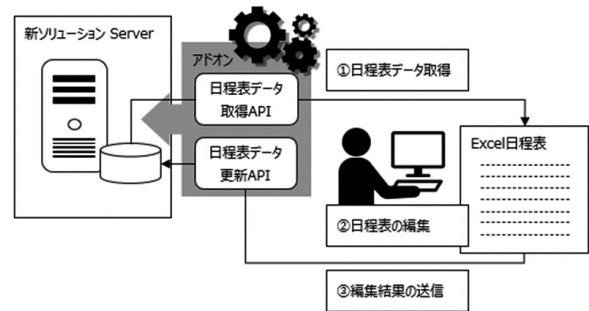 新ソリューション Server
アドオン
日程表データ
取得API
日程表データ
更新API
①日程表データ取得
Excel日程表
②日程表の編集
③編集結果の送信